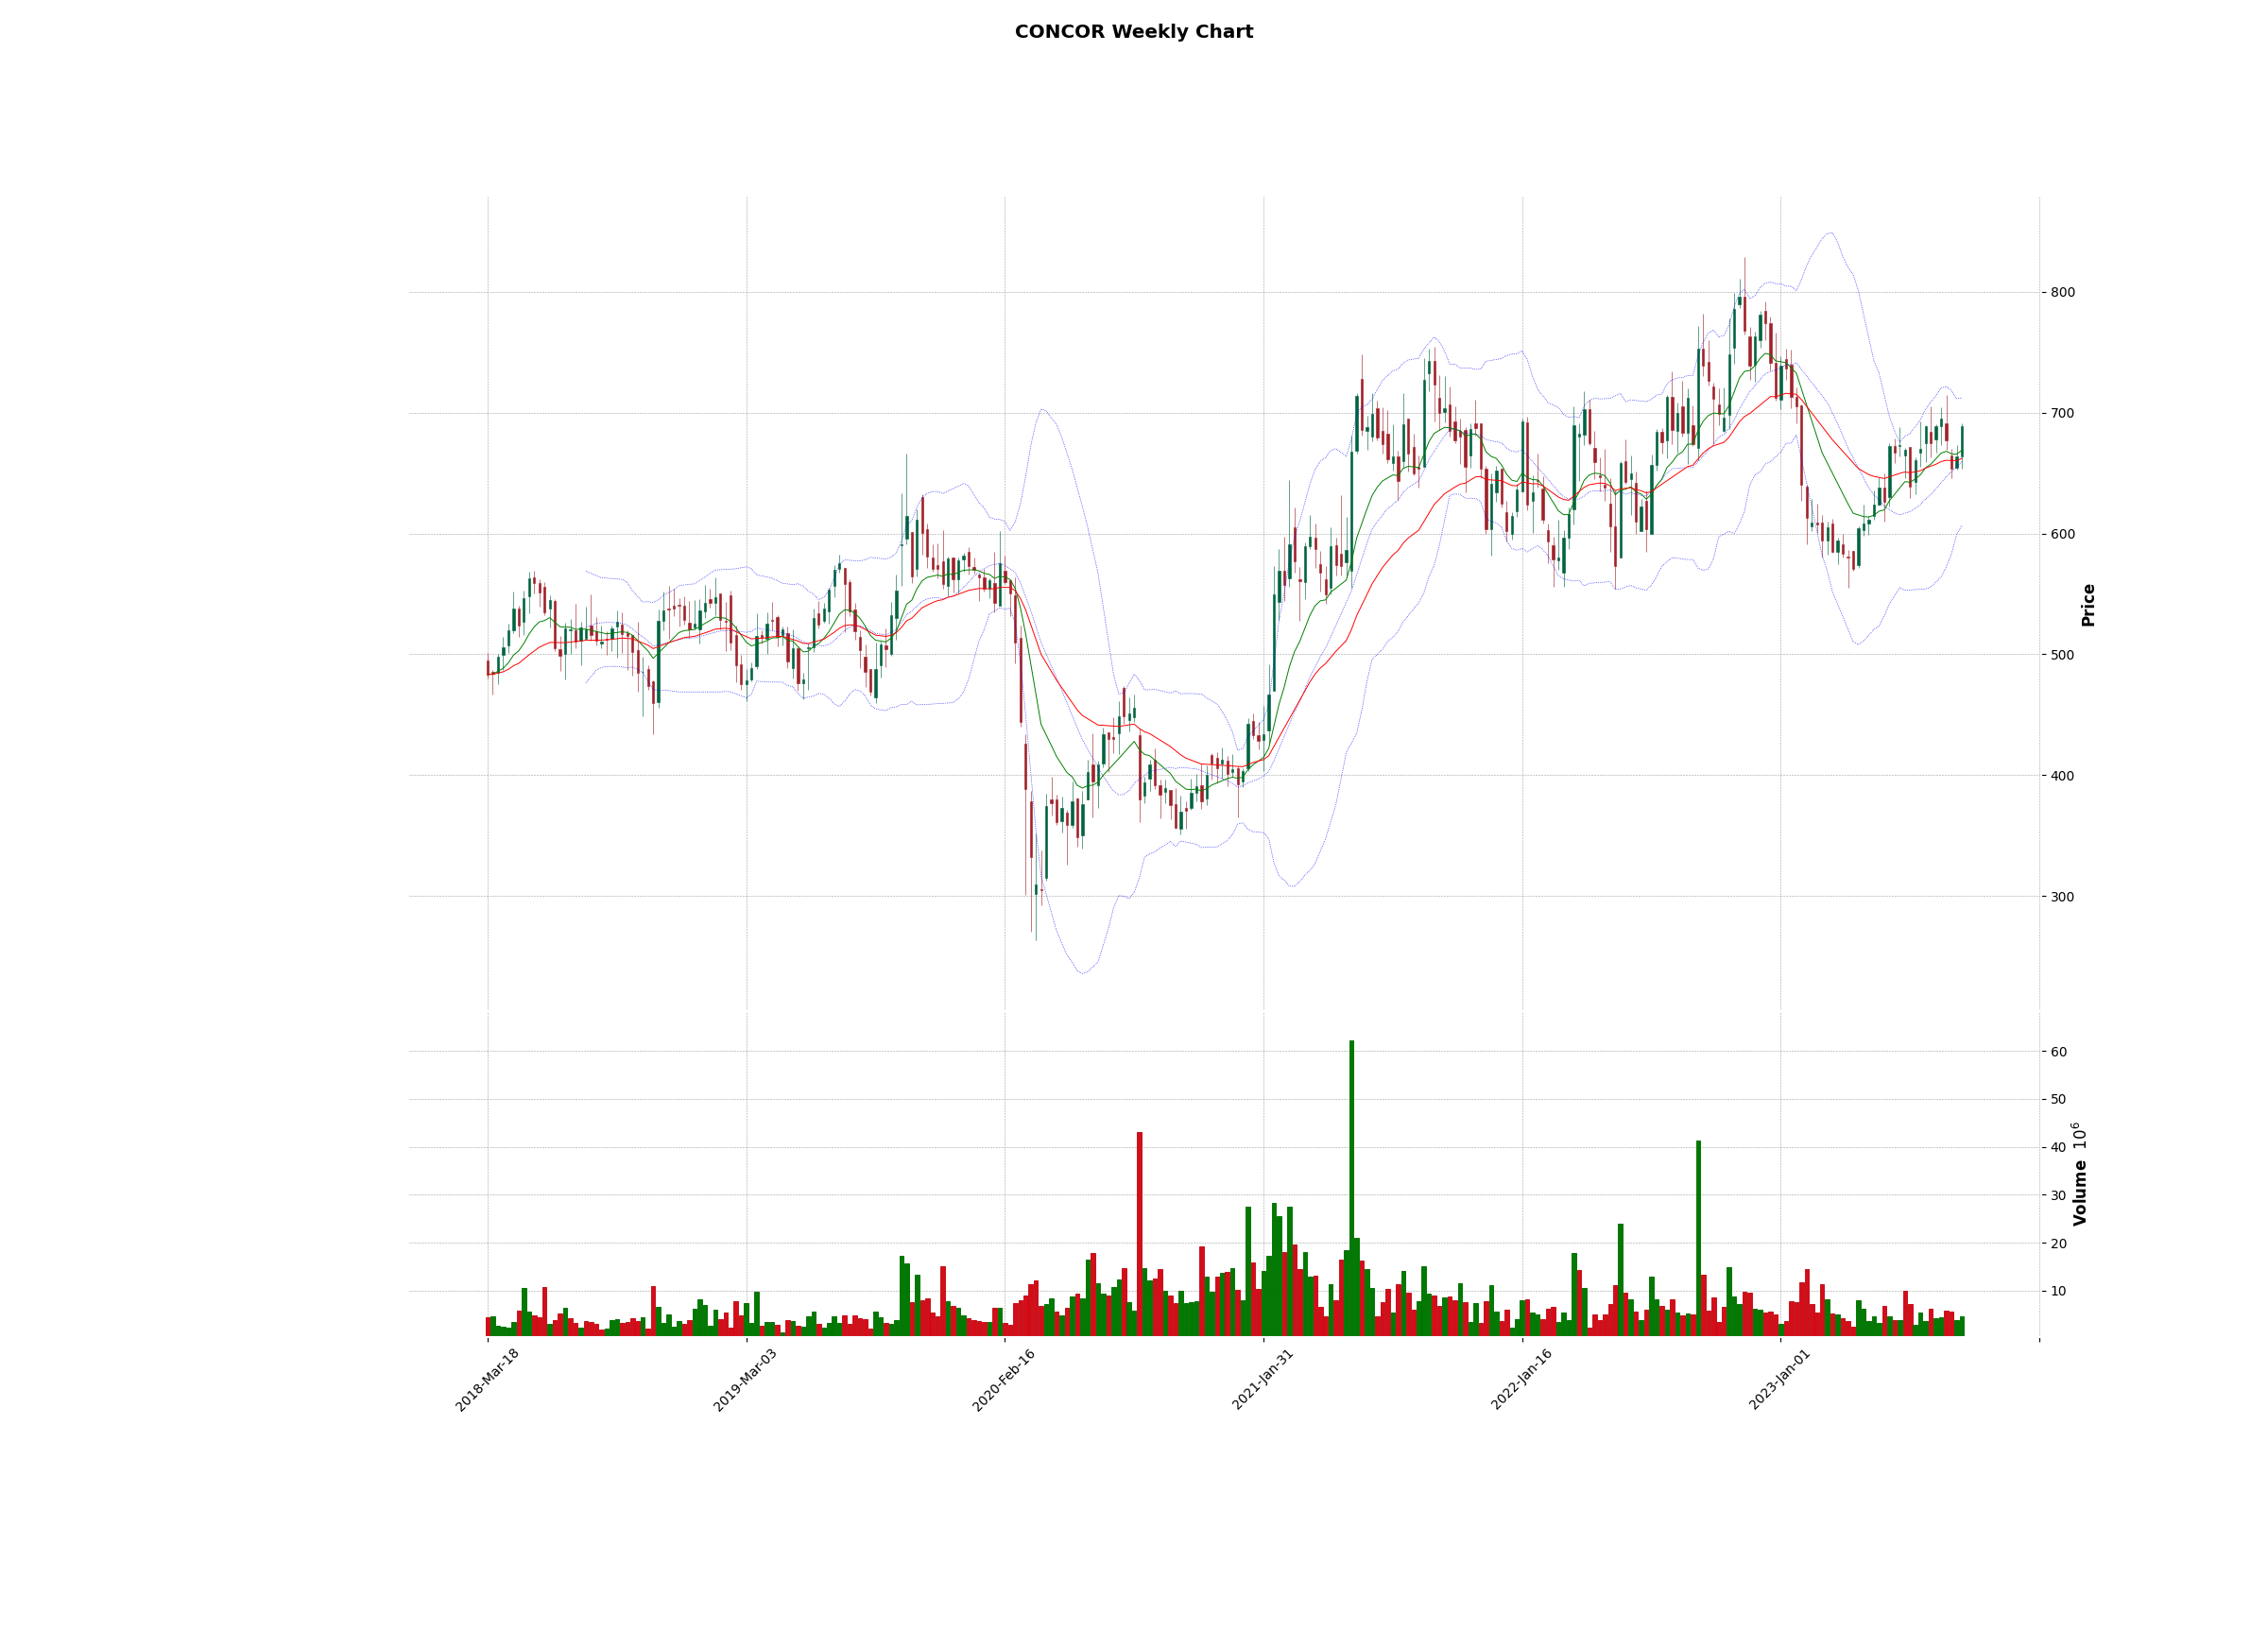 CONCOR Weekly Chart
800
700
600
500
400
300
Price
60
50
40
30
20
10
Volume 10^6
2018-Mar-18
2019-Mar-03
2020-Feb-16
2021-Jan-31
2022-Jan-16
2023-Jan-01